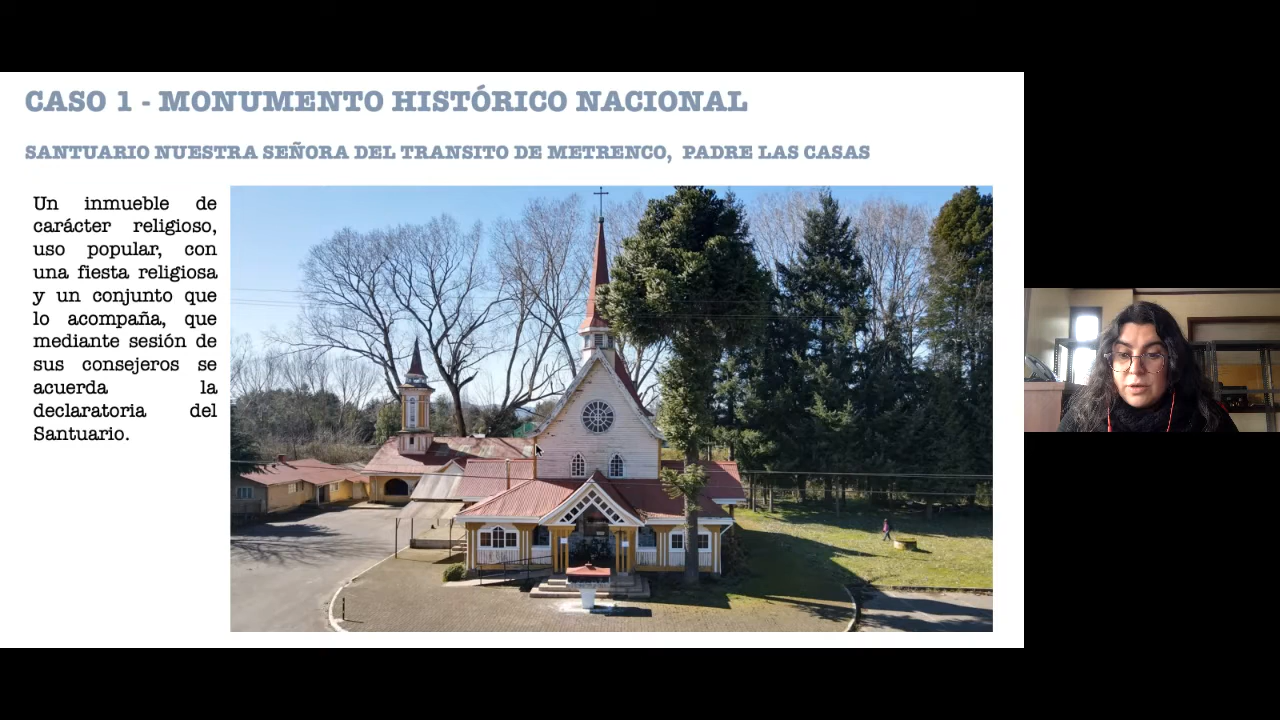 CASO 1 - MONUMENTO HISTÓRICO NACIONAL
SANTUARIO NUESTRA SEÑORA DEL TRANSITO DE METRENCO, PADRE LAS CASAS
Un inmueble de
carácter religioso,
uso popular, con
una fiesta religiosa
y un conjunto que
lo acompaña, que
mediante sesión de
sus consejeros se
acuerda la
declaratoria del
Santuario.